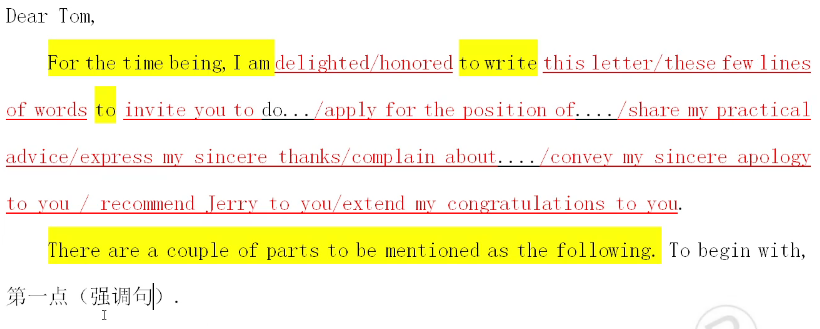 Dear Tom,
For the time being, I am delighted/honored to write this letter/these few lines
of words to invite you to do.../apply for the position of..../share my practical
advice/express my sincere thanks/complain about..../convey my sincere apology
to you / recommend Jerry to you/extend my congratulations to you.
There are a couple of parts to be mentioned as the following. To begin with,
第一点（强调句）.